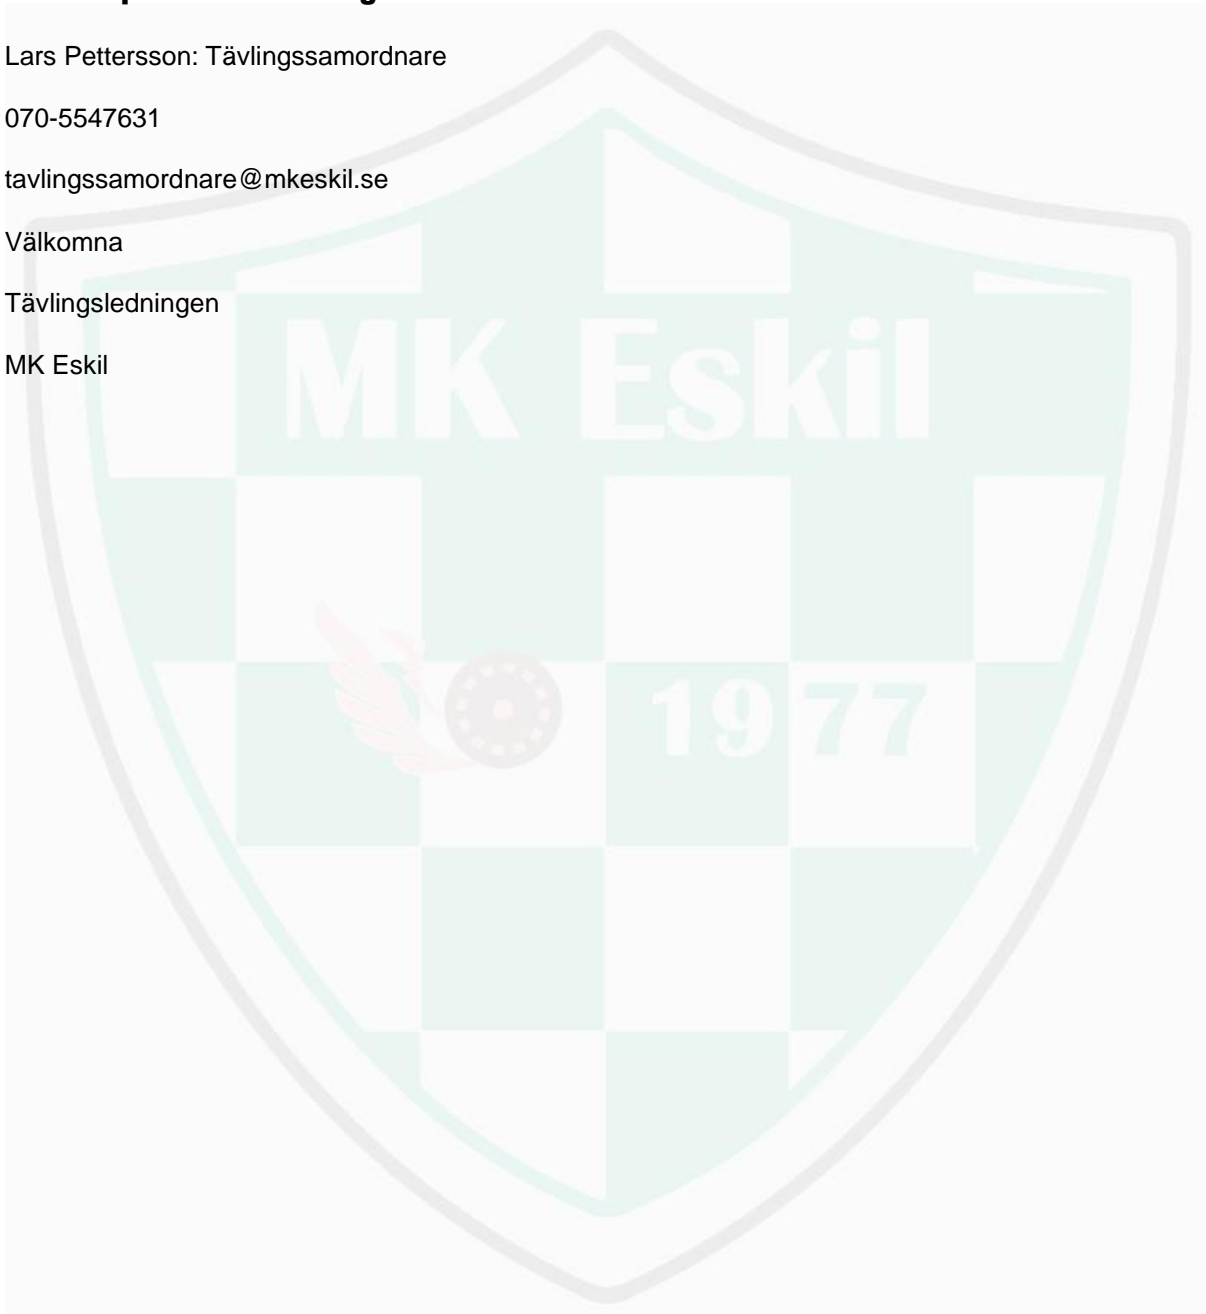 Lars Pettersson: Tävlingssamordnare
070-5547631
tavlingssamordnare@mkeskil.se
Välkomna
Tävlingsledningen
MK Eskil
MK Eskil
1977